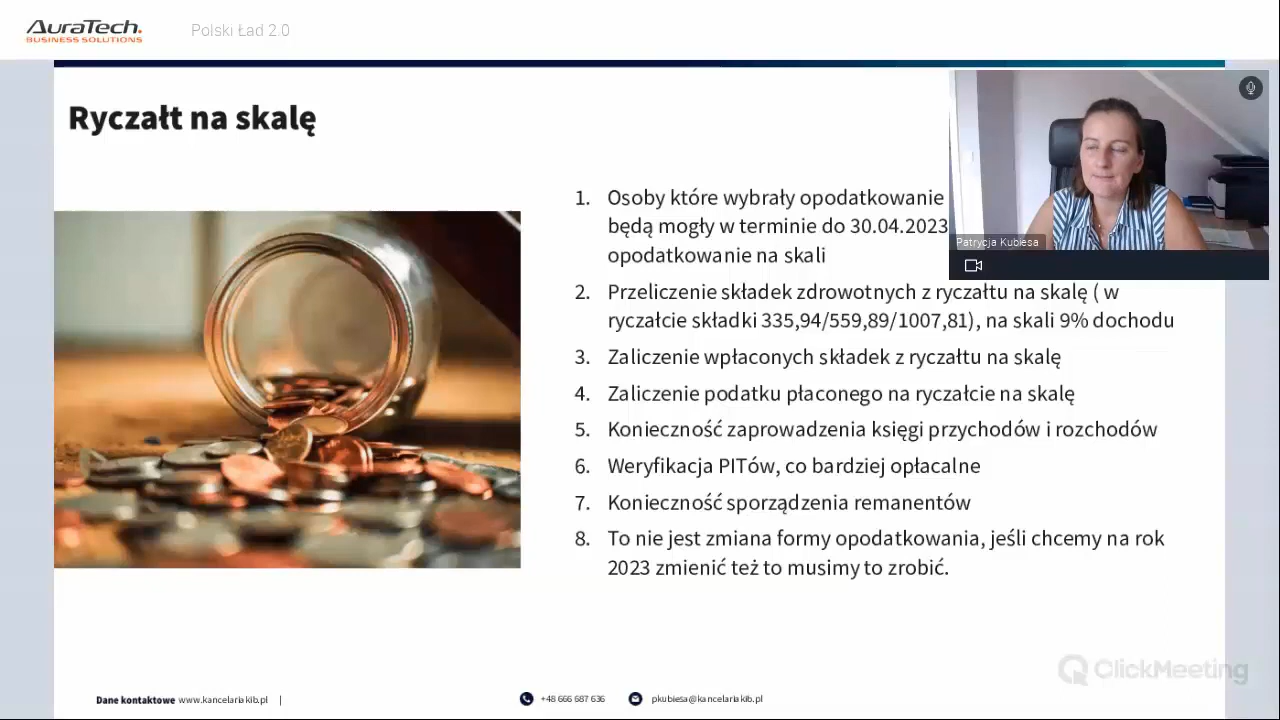 AuraTech.
BUSINESS SOLUTIONS
Polski Ład 2.0
Ryczałt na skalę
1. Osoby które wybrały opodatkowanie
będą mogły w terminie do 30.04.2023
opodatkowanie na skali
2. Przeliczenie składek zdrowotnych z ryczałtu na skalę ( w
ryczałcie składki 335,94/559,89/1007,81), na skali 9% dochodu
3. Zaliczenie wpłaconych składek z ryczałtu na skalę
4. Zaliczenie podatku płaconego na ryczałcie na skalę
5. Konieczność zaprowadzenia księgi przychodów i rozchodów
6. Weryfikacja PITów, co bardziej opłacalne
7. Konieczność sporządzenia remanentów
8. To nie jest zmiana formy opodatkowania, jeśli chcemy na rok
2023 zmienić też to musimy to zrobić.
Patrycja Kubiesa
ClickMeeting
Dane kontaktowe www.kancelariakib.pl |
+48 666 687 636
pkubiesa@kancelariakib.pl